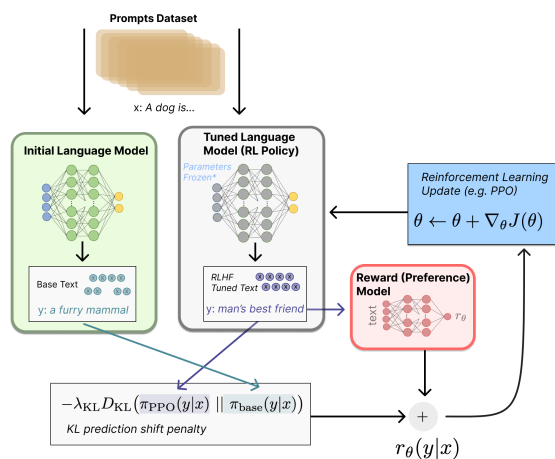 Prompts Dataset
x: A dog is...
Initial Language Model
Tuned Language
Model (RL Policy)
Parameters
Frozen*
Reinforcement Learning
Update (e.g. PPO)
θ ← θ + ∇θJ(θ)
Base Text
x x x x
x x x x
y: a furry mammal
RLHF
Tuned Text
x x x x
x x x x
y: man's best friend
Reward (Preference)
Model
text
rθ
−λKL DKL(πPPO(y|x) || πbase(y|x))
KL prediction shift penalty
+
rθ(y|x)